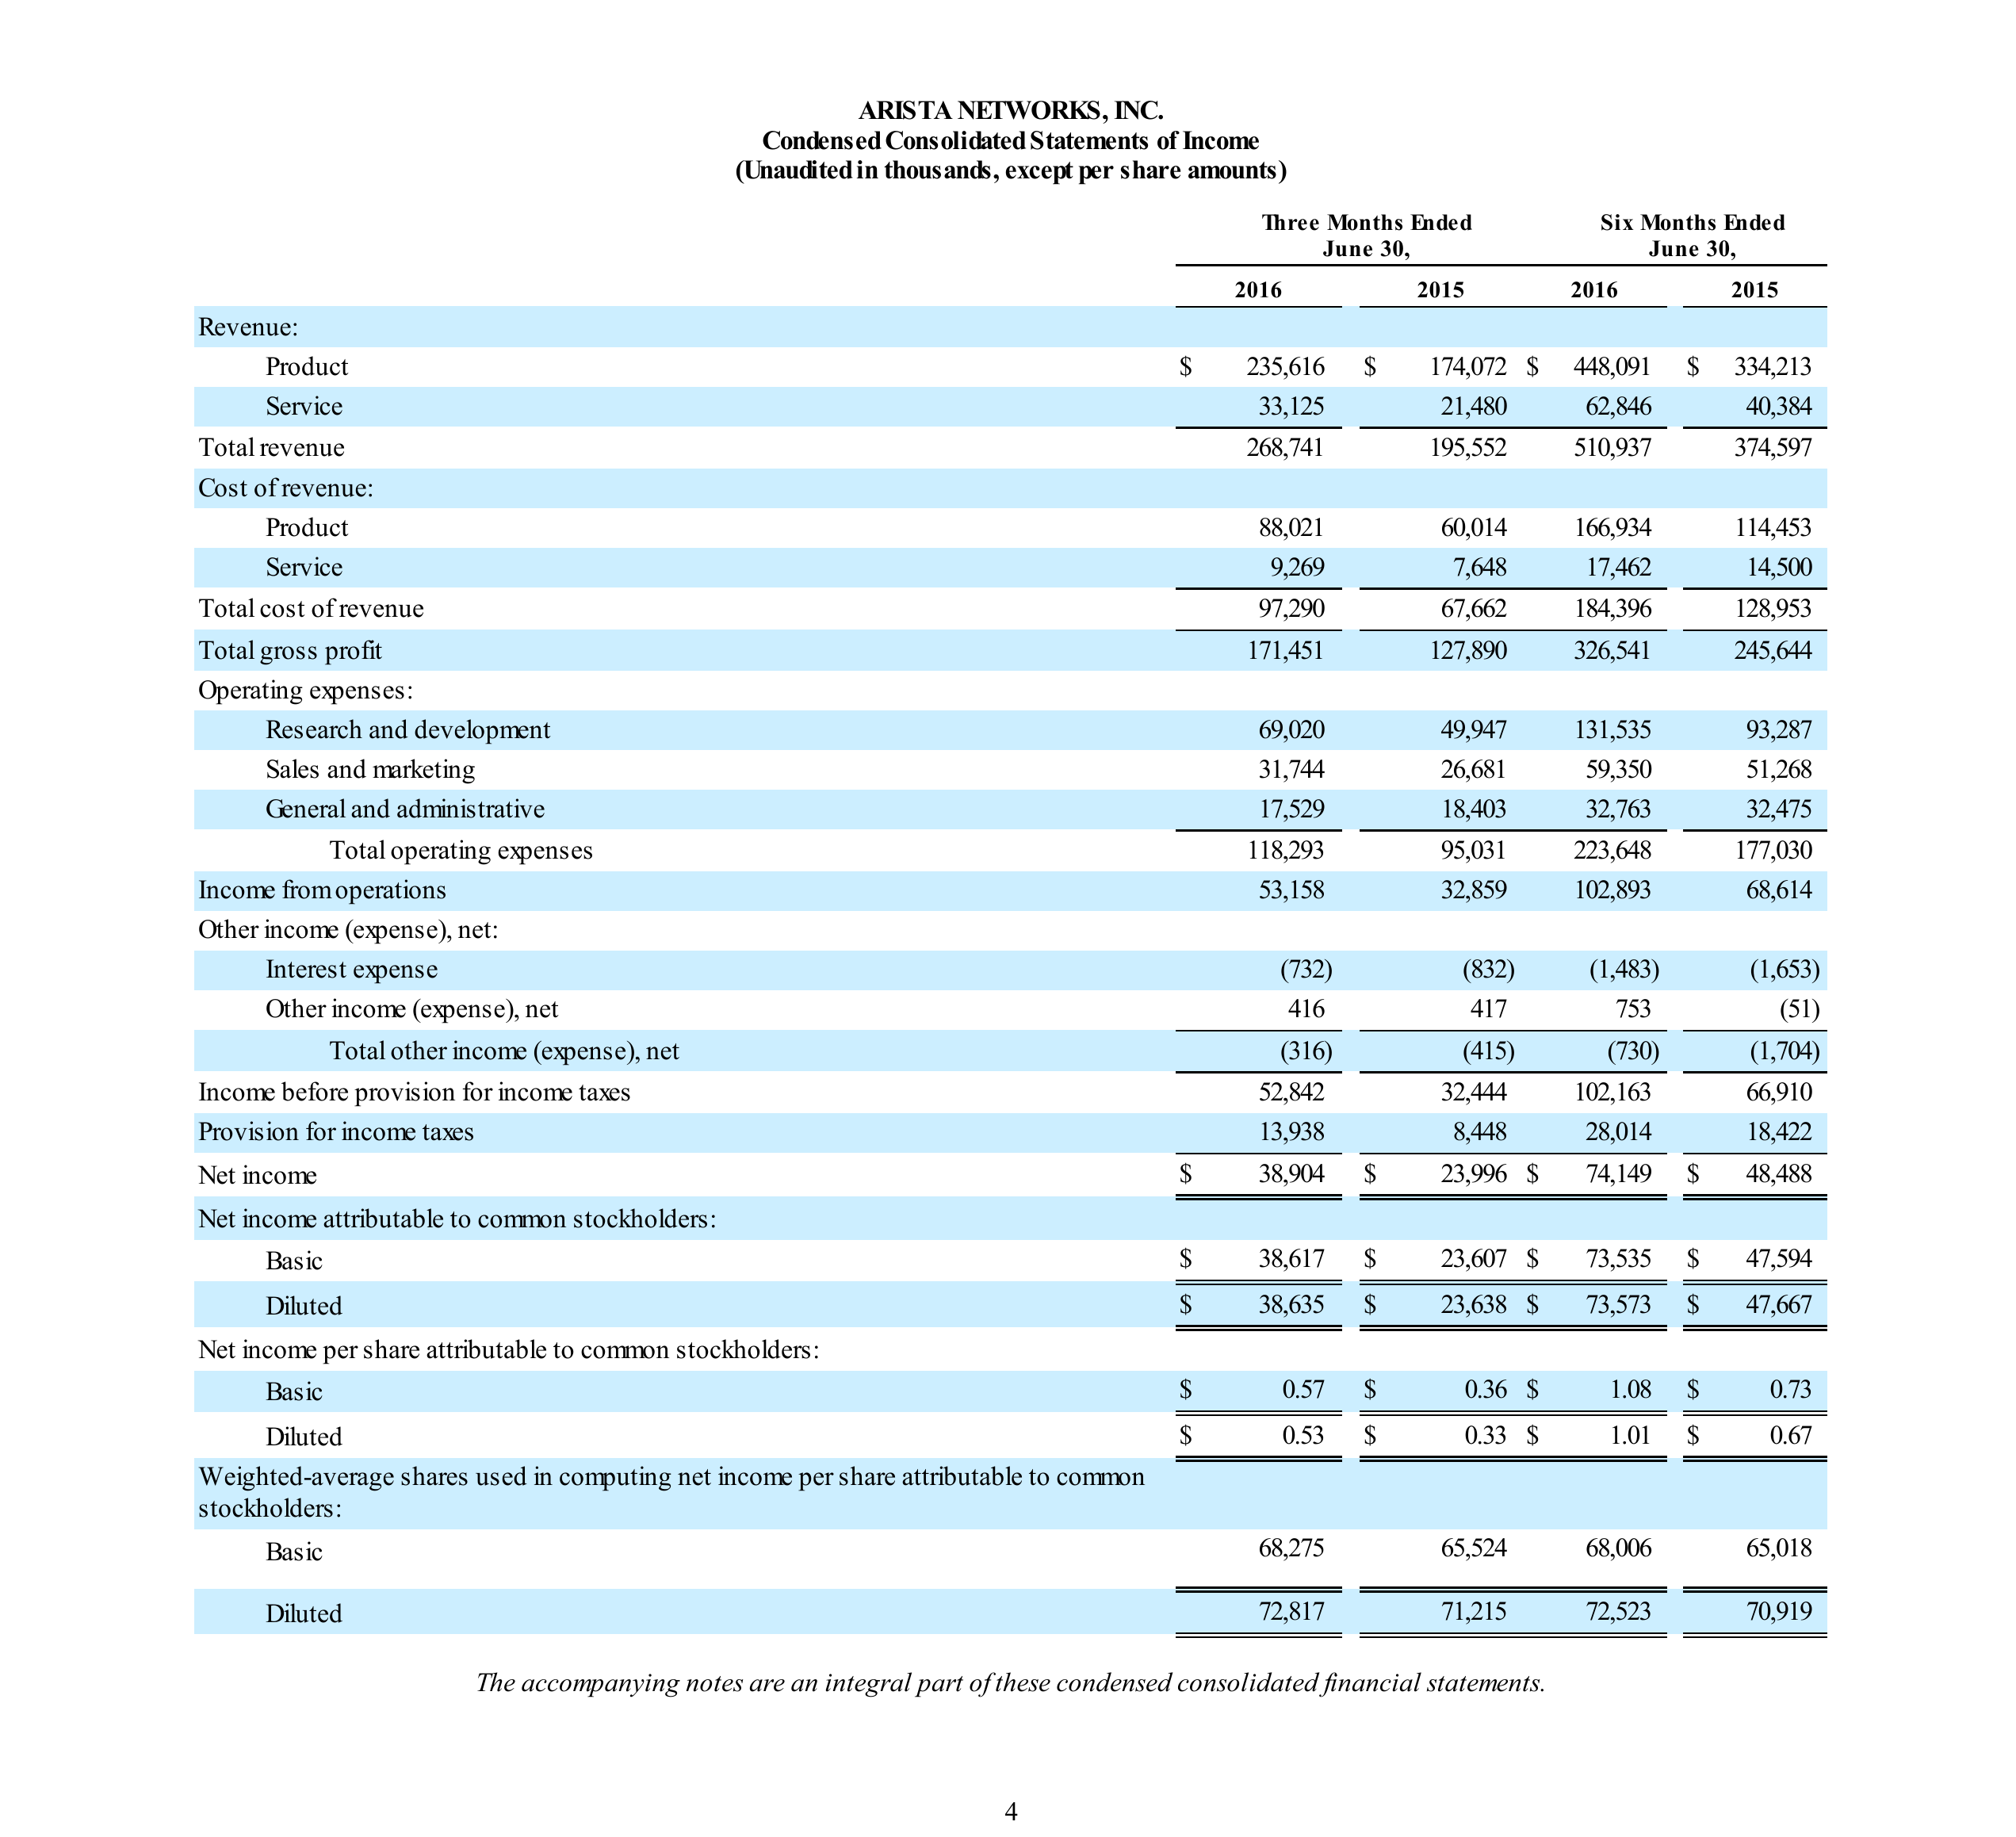 ARISTA NETWORKS, INC.
Condensed Consolidated Statements of Income
(Unaudited in thousands, except per share amounts)
Three Months Ended June 30, Six Months Ended June 30,
2016 2015 2016 2015
Revenue:
Product $ 235,616 $ 174,072 $ 448,091 $ 334,213
Service 33,125 21,480 62,846 40,384
Total revenue 268,741 195,552 510,937 374,597
Cost of revenue:
Product 88,021 60,014 166,934 114,453
Service 9,269 7,648 17,462 14,500
Total cost of revenue 97,290 67,662 184,396 128,953
Total gross profit 171,451 127,890 326,541 245,644
Operating expenses:
Research and development 69,020 49,947 131,535 93,287
Sales and marketing 31,744 26,681 59,350 51,268
General and administrative 17,529 18,403 32,763 32,475
Total operating expenses 118,293 95,031 223,648 177,030
Income from operations 53,158 32,859 102,893 68,614
Other income (expense), net:
Interest expense (732) (832) (1,483) (1,653)
Other income (expense), net 416 417 753 (51)
Total other income (expense), net (316) (415) (730) (1,704)
Income before provision for income taxes 52,842 32,444 102,163 66,910
Provision for income taxes 13,938 8,448 28,014 18,422
Net income $ 38,904 $ 23,996 $ 74,149 $ 48,488
Net income attributable to common stockholders:
Basic $ 38,617 $ 23,607 $ 73,535 $ 47,594
Diluted $ 38,635 $ 23,638 $ 73,573 $ 47,667
Net income per share attributable to common stockholders:
Basic $ 0.57 $ 0.36 $ 1.08 $ 0.73
Diluted $ 0.53 $ 0.33 $ 1.01 $ 0.67
Weighted-average shares used in computing net income per share attributable to common
stockholders:
Basic 68,275 65,524 68,006 65,018
Diluted 72,817 71,215 72,523 70,919
The accompanying notes are an integral part of these condensed consolidated financial statements.
4